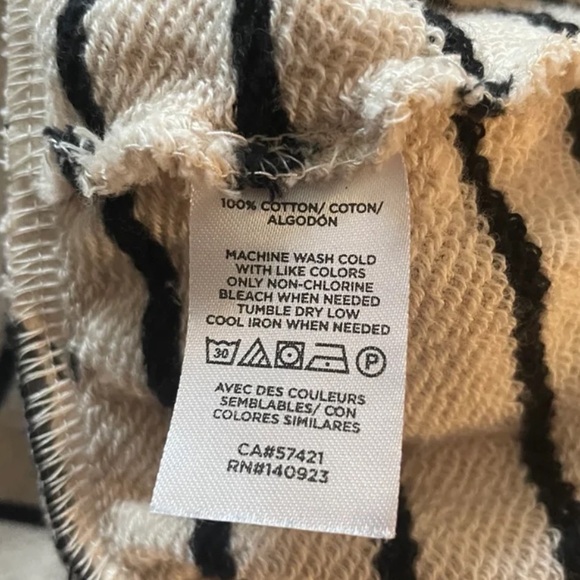 100% COTTON/ COTON/
ALGODÓN
MACHINE WASH COLD
WITH LIKE COLORS
ONLY NON-CHLORINE
BLEACH WHEN NEEDED
TUMBLE DRY LOW
COOL IRON WHEN NEEDED
30 P
AVEC DES COULEURS
SEMBLABLES/ CON
COLORES SIMILARES
CA#57421
RN#140923